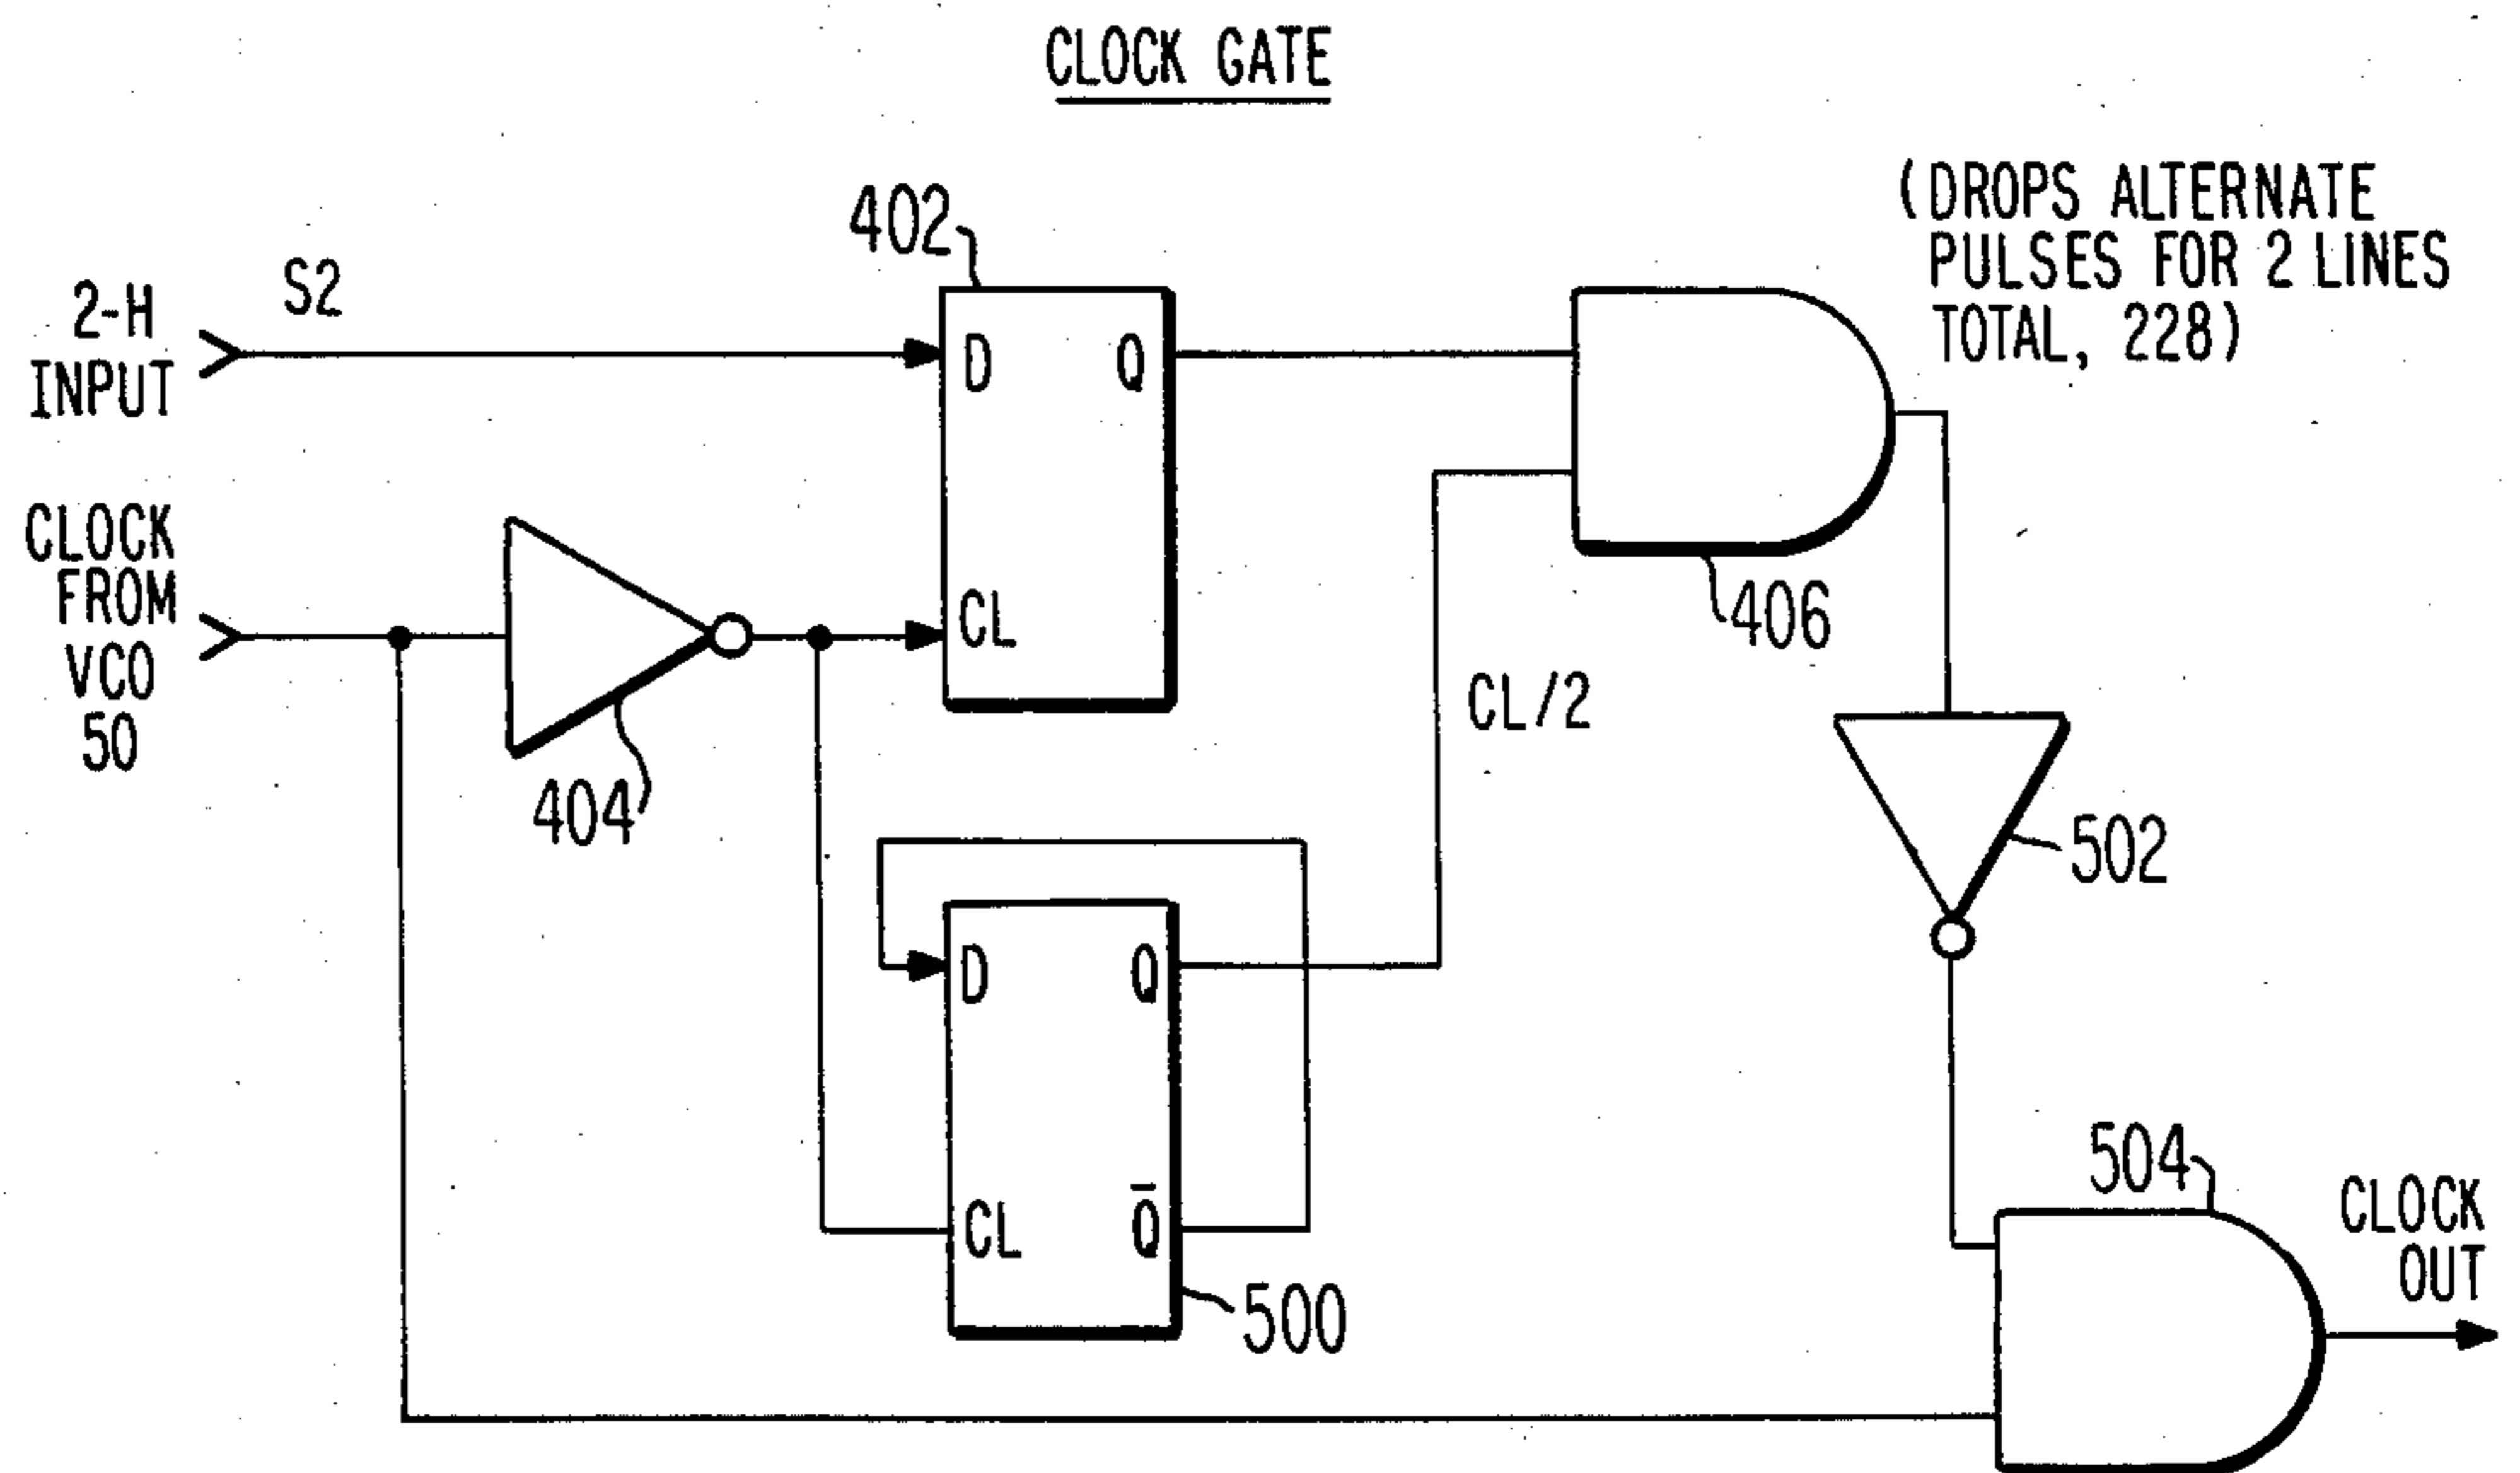 CLOCK GATE
(DROPS ALTERNATE
PULSES FOR 2 LINES
TOTAL, 228)
402
S2
2-H
INPUT
D
Q
CLOCK
FROM
VCO
50
CL
406
CL/2
404
502
D
Q
504
CL
Q̅
CLOCK
OUT
500